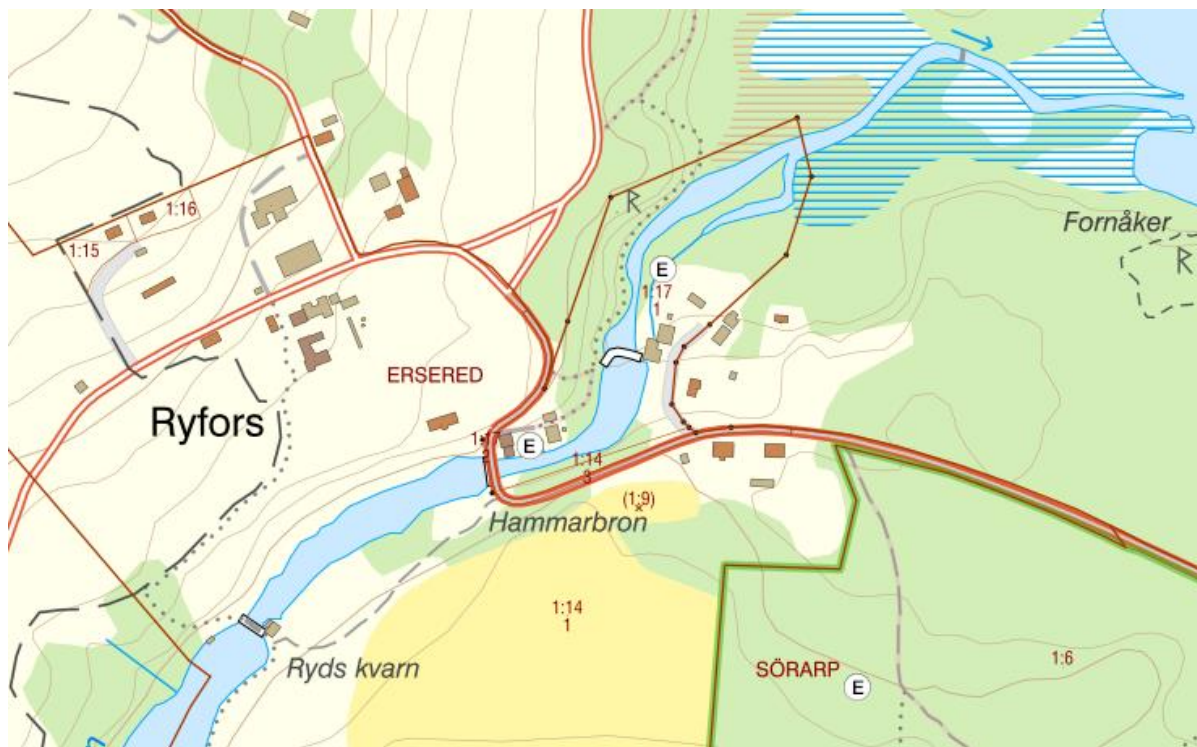 1:16
R
Fornåker
R
1:15
E
1:17
1
ERSERED
Ryfors
E
1:14
3
(1:9)
Hammarbron
1:14
1
Ryds kvarn
SÖRARP
E
1:6